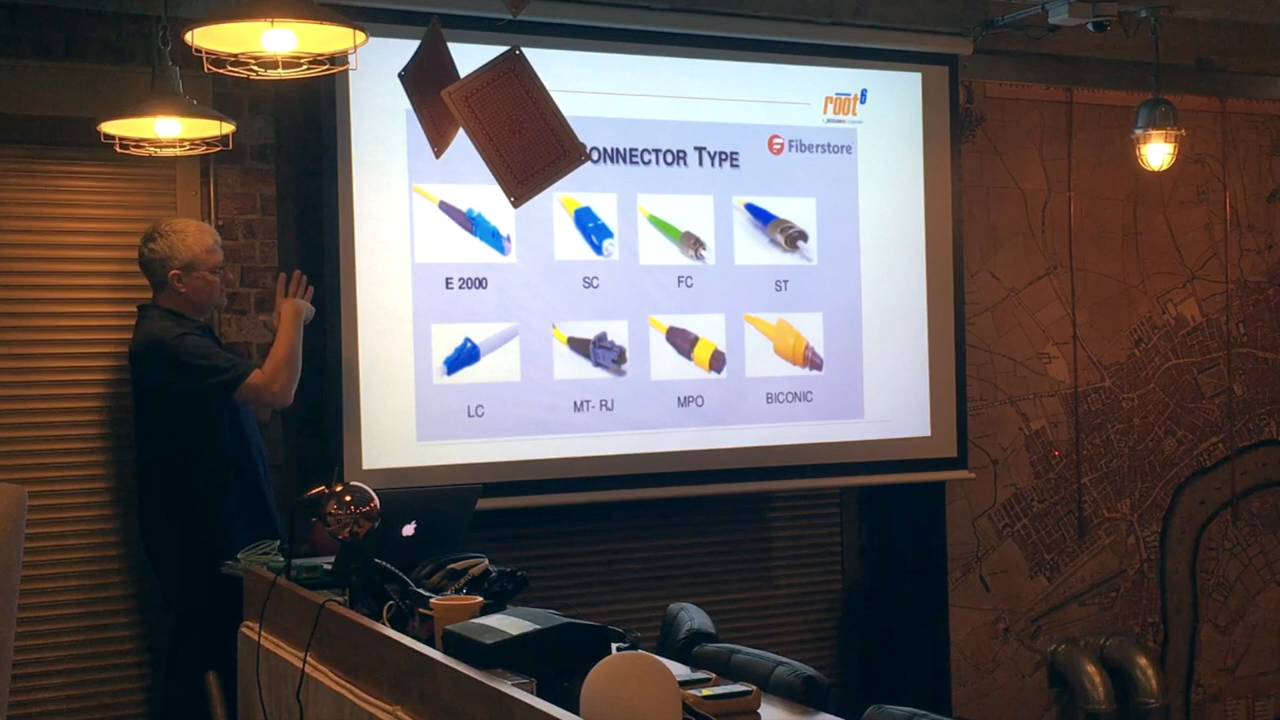 root6
Fiberstore
ONNECTOR TYPE
E 2000
SC
FC
ST
LC
MT- RJ
MPO
BICONIC